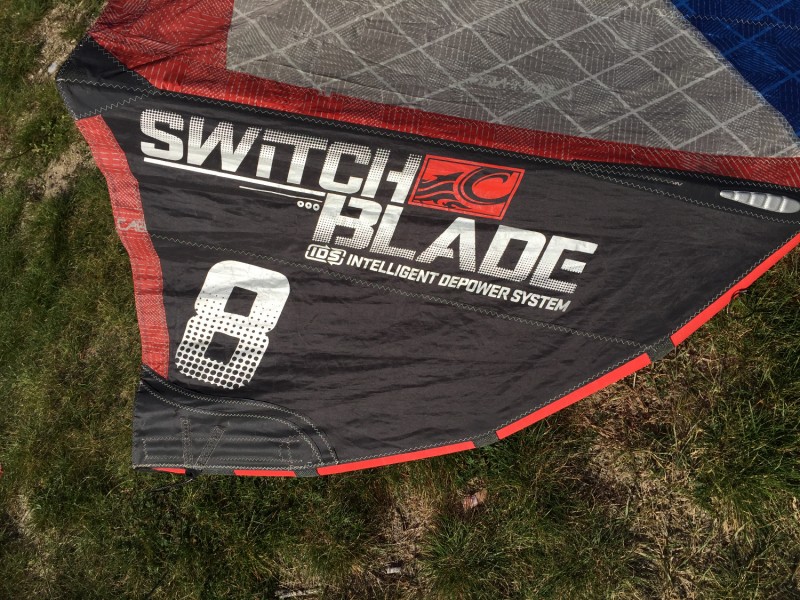 SWiTCH
C
BLADE
IDS INTELLIGENT DEPOWER SYSTEM
8